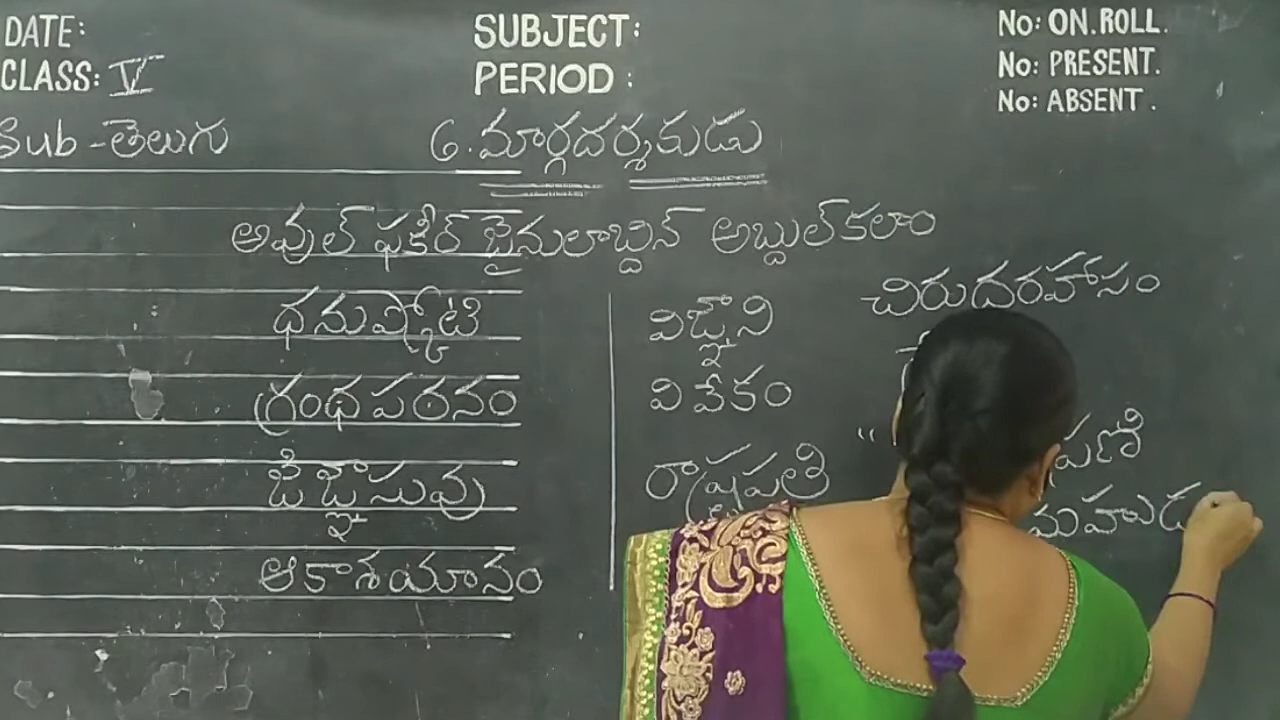 DATE:
CLASS: V
SUBJECT:
PERIOD :
No: ON.ROLL.
No: PRESENT.
No: ABSENT.
Sub - తెలుగు
6. మార్గదర్శకుడు
అవుల్ ఫకీర్ జైనులాబ్దిన్ అబ్దుల్ కలాం
ధనుష్కోటి
గ్రంథపఠనం
జిజ్ఞాసువు
ఆకాశయానం
విజ్ఞాని
వివేకం
రాష్ట్రపతి
చిరుదరహాసం